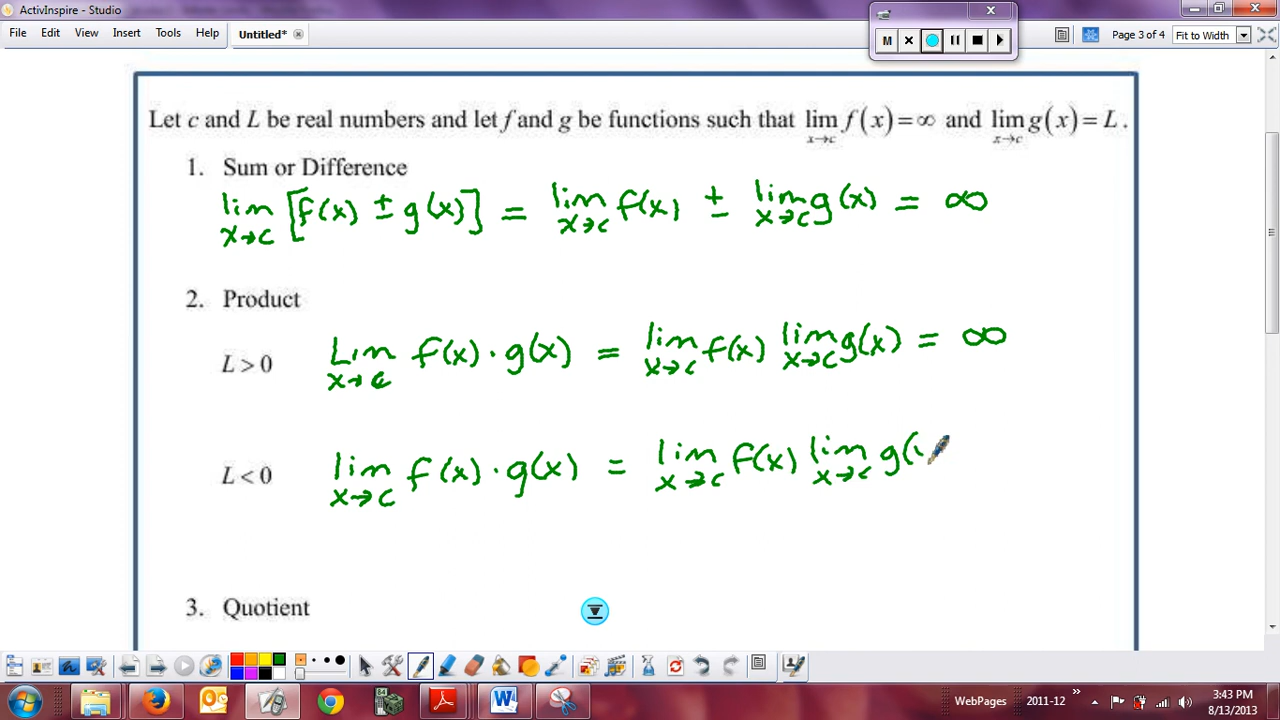 ActivInspire - Studio
File Edit View Insert Tools Help Untitled* Page 3 of 4 Fit to Width
M
Let c and L be real numbers and let f and g be functions such that lim x→c f(x)=∞ and lim x→c g(x)=L.
1. Sum or Difference
lim x→c [f(x) ± g(x)] = lim x→c f(x) ± lim x→c g(x) = ∞
2. Product
L > 0 Lim x→c f(x) · g(x) = lim x→c f(x) lim x→c g(x) = ∞
L < 0 lim x→c f(x) · g(x) = lim x→c f(x) lim x→c g(
3. Quotient
WebPages 2011-12 » 3:43 PM
8/13/2013